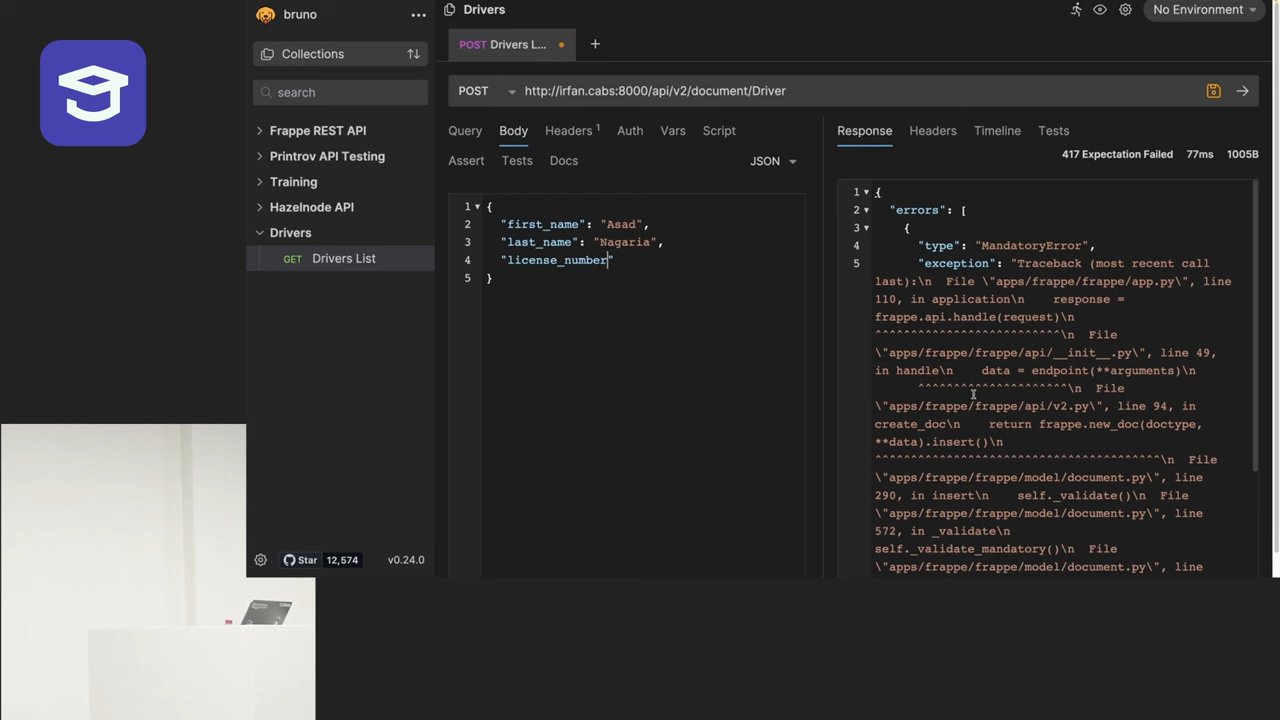 bruno
•••
Drivers
No Environment
Collections
POST Drivers L...
+
search
POST
http://irfan.cabs:8000/api/v2/document/Driver
Frappe REST API
Printrov API Testing
Training
Hazelnode API
Drivers
GET Drivers List
Query
Body
Headers 1
Auth
Vars
Script
Assert
Tests
Docs
JSON
Response
Headers
Timeline
Tests
417 Expectation Failed 77ms 1005B
1 {
2 "first_name": "Asad",
3 "last_name": "Nagaria",
4 "license_number"
5 }
1 {
2 "errors": [
3 {
4 "type": "MandatoryError",
5 "exception": "Traceback (most recent call
last):\n File \"apps/frappe/frappe/app.py\", line
110, in application\n response =
frappe.api.handle(request)\n
^^^^^^^^^^^^^^^^^^^^^^^^^^\n File
\"apps/frappe/frappe/api/__init__.py\", line 49,
in handle\n data = endpoint(**arguments)\n
^^^^^^^^^^^^^^^^^^^^^\n File
\"apps/frappe/frappe/api/v2.py\", line 94, in
create_doc\n return frappe.new_doc(doctype,
**data).insert()\n
^^^^^^^^^^^^^^^^^^^^^^^^^^^^^^^^^^^^^^^^\n File
\"apps/frappe/frappe/model/document.py\", line
290, in insert\n self._validate()\n File
\"apps/frappe/frappe/model/document.py\", line
572, in _validate\n
self._validate_mandatory()\n File
\"apps/frappe/frappe/model/document.py\", line
Star 12,574
v0.24.0